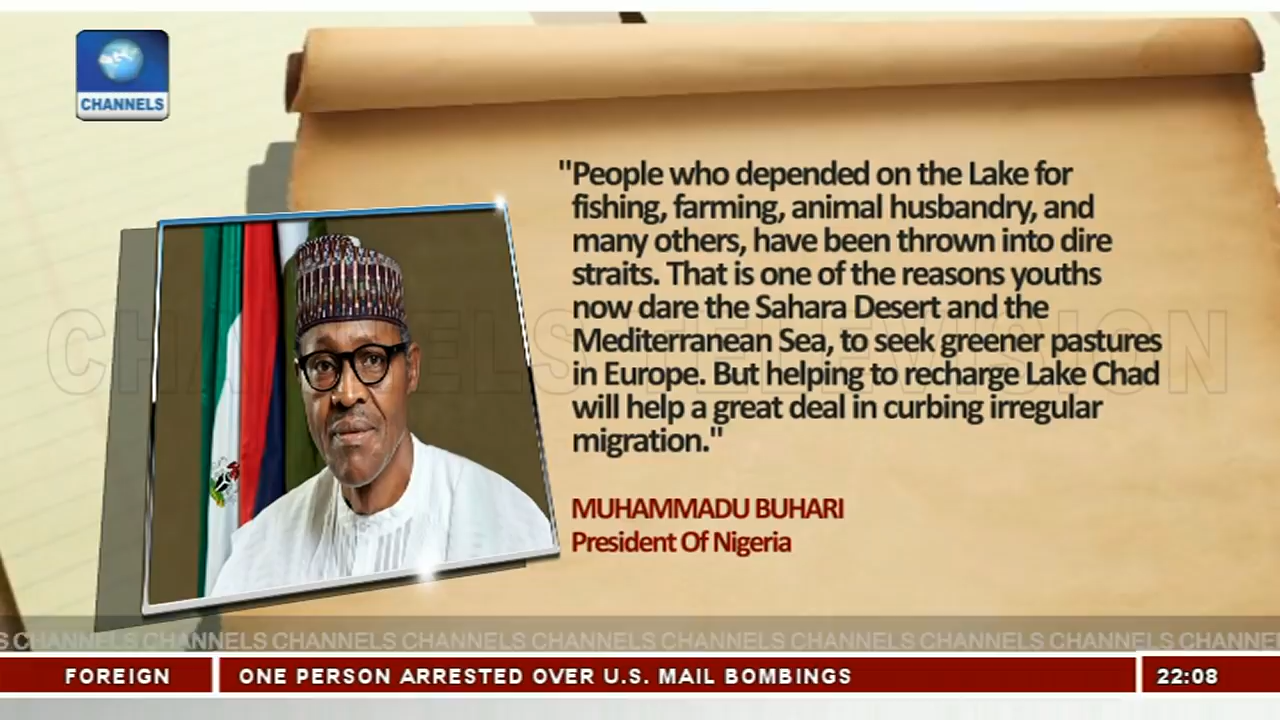 CHANNELS
"People who depended on the Lake for
fishing, farming, animal husbandry, and
many others, have been thrown into dire
straits. That is one of the reasons youths
now dare the Sahara Desert and the
Mediterranean Sea, to seek greener pastures
in Europe. But helping to recharge Lake Chad
will help a great deal in curbing irregular
migration."
MUHAMMADU BUHARI
President Of Nigeria
CHANNELS TELEVISION
S CHANNELS CHANNELS CHANNELS CHANNELS CHANNELS CHANNELS CHANNELS CHANNELS CHANNELS CHANNE
FOREIGN
ONE PERSON ARRESTED OVER U.S. MAIL BOMBINGS
22:08